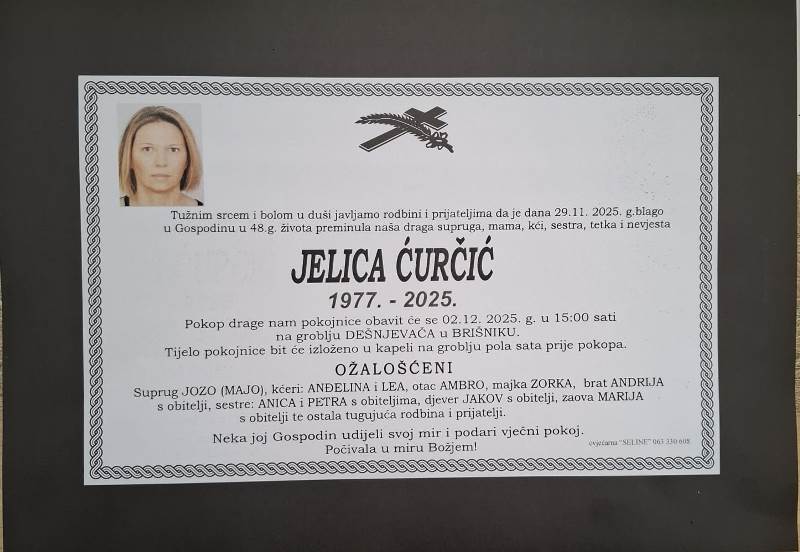 Tužnim srcem i bolom u duši javljamo rodbini i prijateljima da je dana 29.11. 2025. g.blago
u Gospodinu u 48.g. života preminula naša draga supruga, mama, kći, sestra, tetka i nevjesta
JELICA ĆURČIĆ
1977. - 2025.
Pokop drage nam pokojnice obavit će se 02.12. 2025. g. u 15:00 sati
na groblju DEŠNJEVAČA u BRIŠNIKU.
Tijelo pokojnice bit će izloženo u kapeli na groblju pola sata prije pokopa.
OŽALOŠĆENI
Suprug JOZO (MAJO), kćeri: ANĐELINA i LEA, otac AMBRO, majka ZORKA, brat ANDRIJA
s obitelji, sestre: ANICA i PETRA s obiteljima, djever JAKOV s obitelji, zaova MARIJA
s obitelji te ostala tugujuća rodbina i prijatelji.
Neka joj Gospodin udijeli svoj mir i podari vječni pokoj.
Počivala u miru Božjem!
cvjećarna "SELINE" 063 330 608